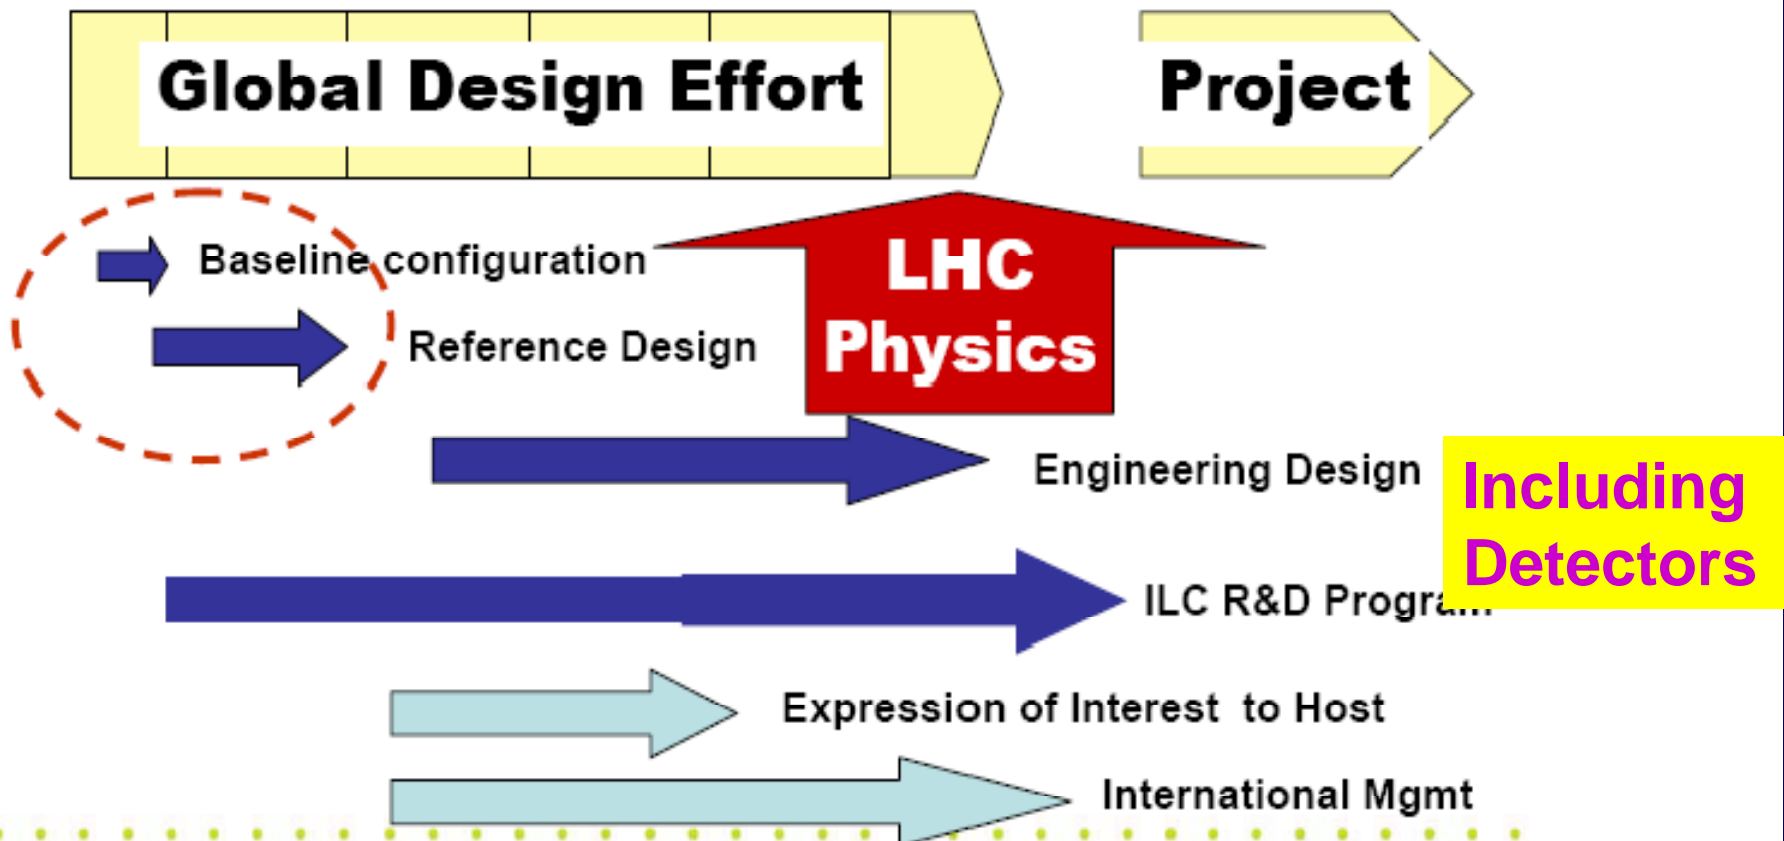 Global Design Effort
Project
Baseline configuration
LHC
Physics
Reference Design
Engineering Design
Including
Detectors
ILC R&D Program
Expression of Interest to Host
International Mgmt